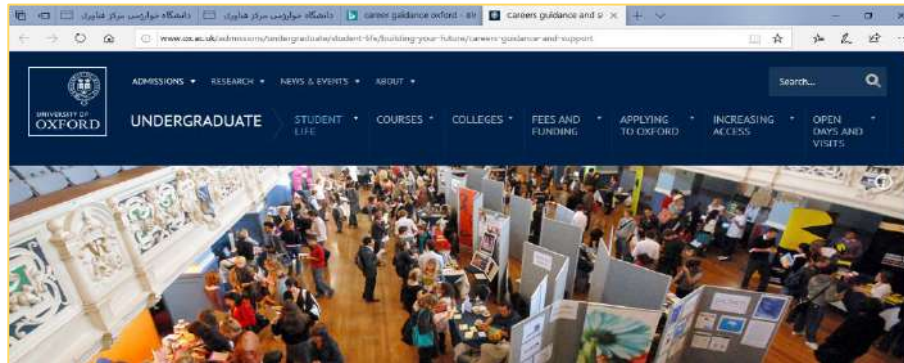 دانشگاه خوارزمی مرکز فناوری
دانشگاه خوارزمی مرکز فناوری
career gaidance oxford - Bir
careers guidance and s
www.ox.ac.uk/admissions/undergraduate/student-life/building-your-future/careers-guidance-and-support
ADMISSIONS RESEARCH NEWS & EVENTS ABOUT
Search...
UNIVERSITY OF
OXFORD
UNDERGRADUATE
STUDENT LIFE
COURSES
COLLEGES
FEES AND FUNDING
APPLYING TO OXFORD
INCREASING ACCESS
OPEN DAYS AND VISITS